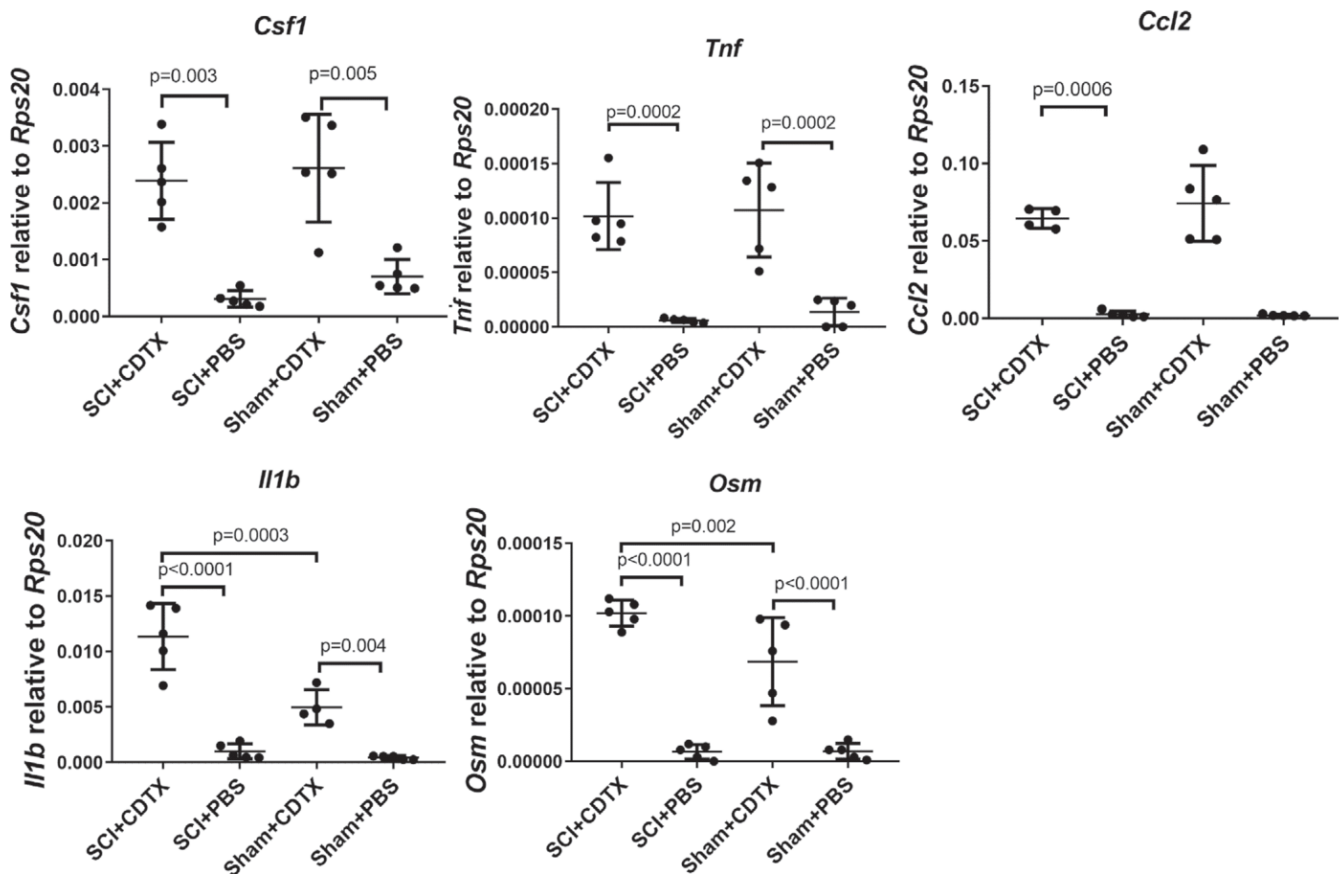 Csf1
Csf1 relative to Rps20
0.004
0.003
0.002
0.001
0.000
p=0.003
p=0.005
SCI+CDTX
SCI+PBS
Sham+CDTX
Sham+PBS
Tnf
Tnf relative to Rps20
0.00020
0.00015
0.00010
0.00005
0.00000
p=0.0002
p=0.0002
SCI+CDTX
SCI+PBS
Sham+CDTX
Sham+PBS
Ccl2
Ccl2 relative to Rps20
0.15
0.10
0.05
0.00
p=0.0006
SCI+CDTX
SCI+PBS
Sham+CDTX
Sham+PBS
Il1b
Il1b relative to Rps20
0.020
0.015
0.010
0.005
0.000
p=0.0003
p<0.0001
p=0.004
SCI+CDTX
SCI+PBS
Sham+CDTX
Sham+PBS
Osm
Osm relative to Rps20
0.00015
0.00010
0.00005
0.00000
p=0.002
p<0.0001
p<0.0001
SCI+CDTX
SCI+PBS
Sham+CDTX
Sham+PBS